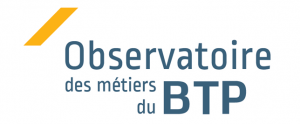 Observatoire
des métiers
du BTP